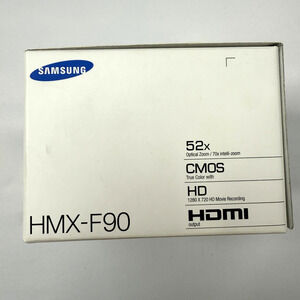 SAMSUNG
52x
Optical Zoom / 70x Intelli-zoom
CMOS
True Color with
HD
1280 X 720 HD Movie Recording
HDMI
output
HMX-F90